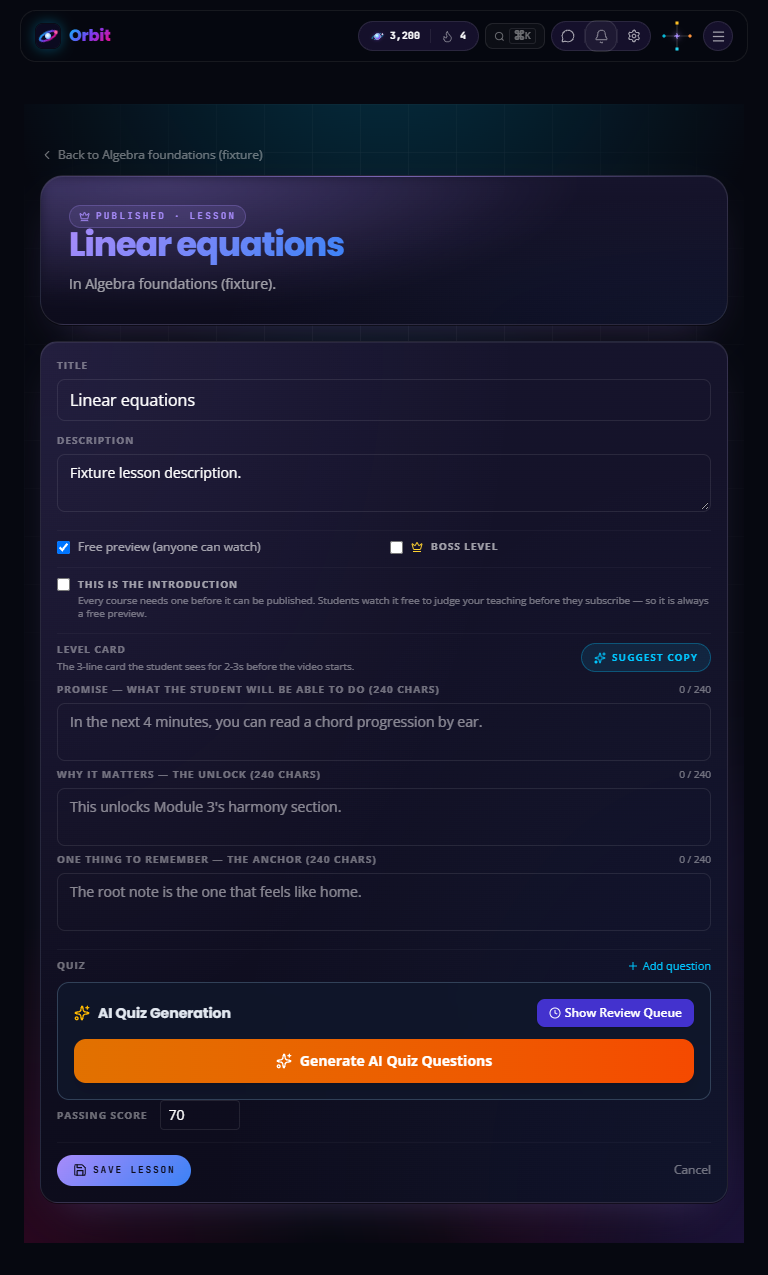 Orbit
3,200
4
⌘K
Back to Algebra foundations (fixture)
PUBLISHED · LESSON
Linear equations
In Algebra foundations (fixture).
TITLE
Linear equations
DESCRIPTION
Fixture lesson description.
Free preview (anyone can watch)
BOSS LEVEL
THIS IS THE INTRODUCTION
Every course needs one before it can be published. Students watch it free to judge your teaching before they subscribe — so it is always
a free preview.
LEVEL CARD
The 3-line card the student sees for 2-3s before the video starts.
SUGGEST COPY
PROMISE — WHAT THE STUDENT WILL BE ABLE TO DO (240 CHARS)
0 / 240
In the next 4 minutes, you can read a chord progression by ear.
WHY IT MATTERS — THE UNLOCK (240 CHARS)
0 / 240
This unlocks Module 3's harmony section.
ONE THING TO REMEMBER — THE ANCHOR (240 CHARS)
0 / 240
The root note is the one that feels like home.
QUIZ
+ Add question
AI Quiz Generation
Show Review Queue
Generate AI Quiz Questions
PASSING SCORE
70
SAVE LESSON
Cancel